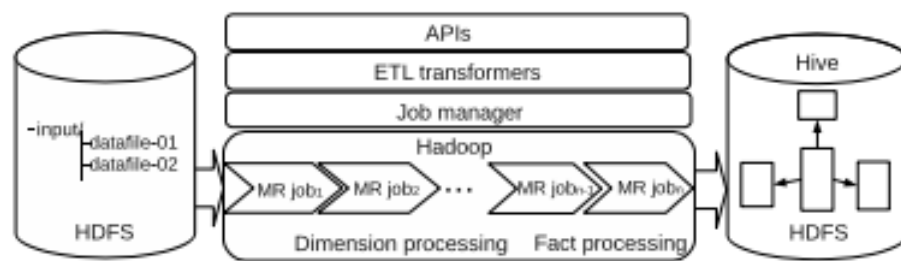 APIs
ETL transformers
Job manager
Hadoop
MR job1
MR job2
...
MR jobn-1
MR jobn
Dimension processing
Fact processing
-input/
datafile-01
datafile-02
HDFS
Hive
HDFS